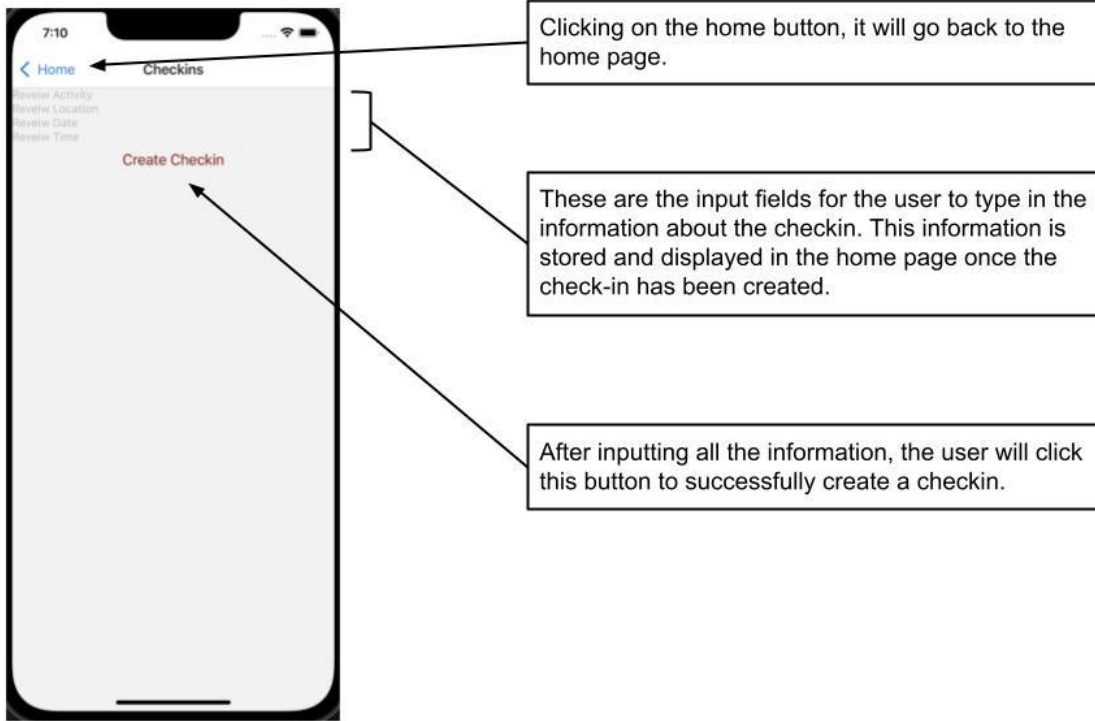 7:10
Home
Checkins
Reveiw Activity
Reveiw Location
Reveiw Date
Reveiw Time
Create Checkin
Clicking on the home button, it will go back to the
home page.
These are the input fields for the user to type in the
information about the checkin. This information is
stored and displayed in the home page once the
check-in has been created.
After inputting all the information, the user will click
this button to successfully create a checkin.